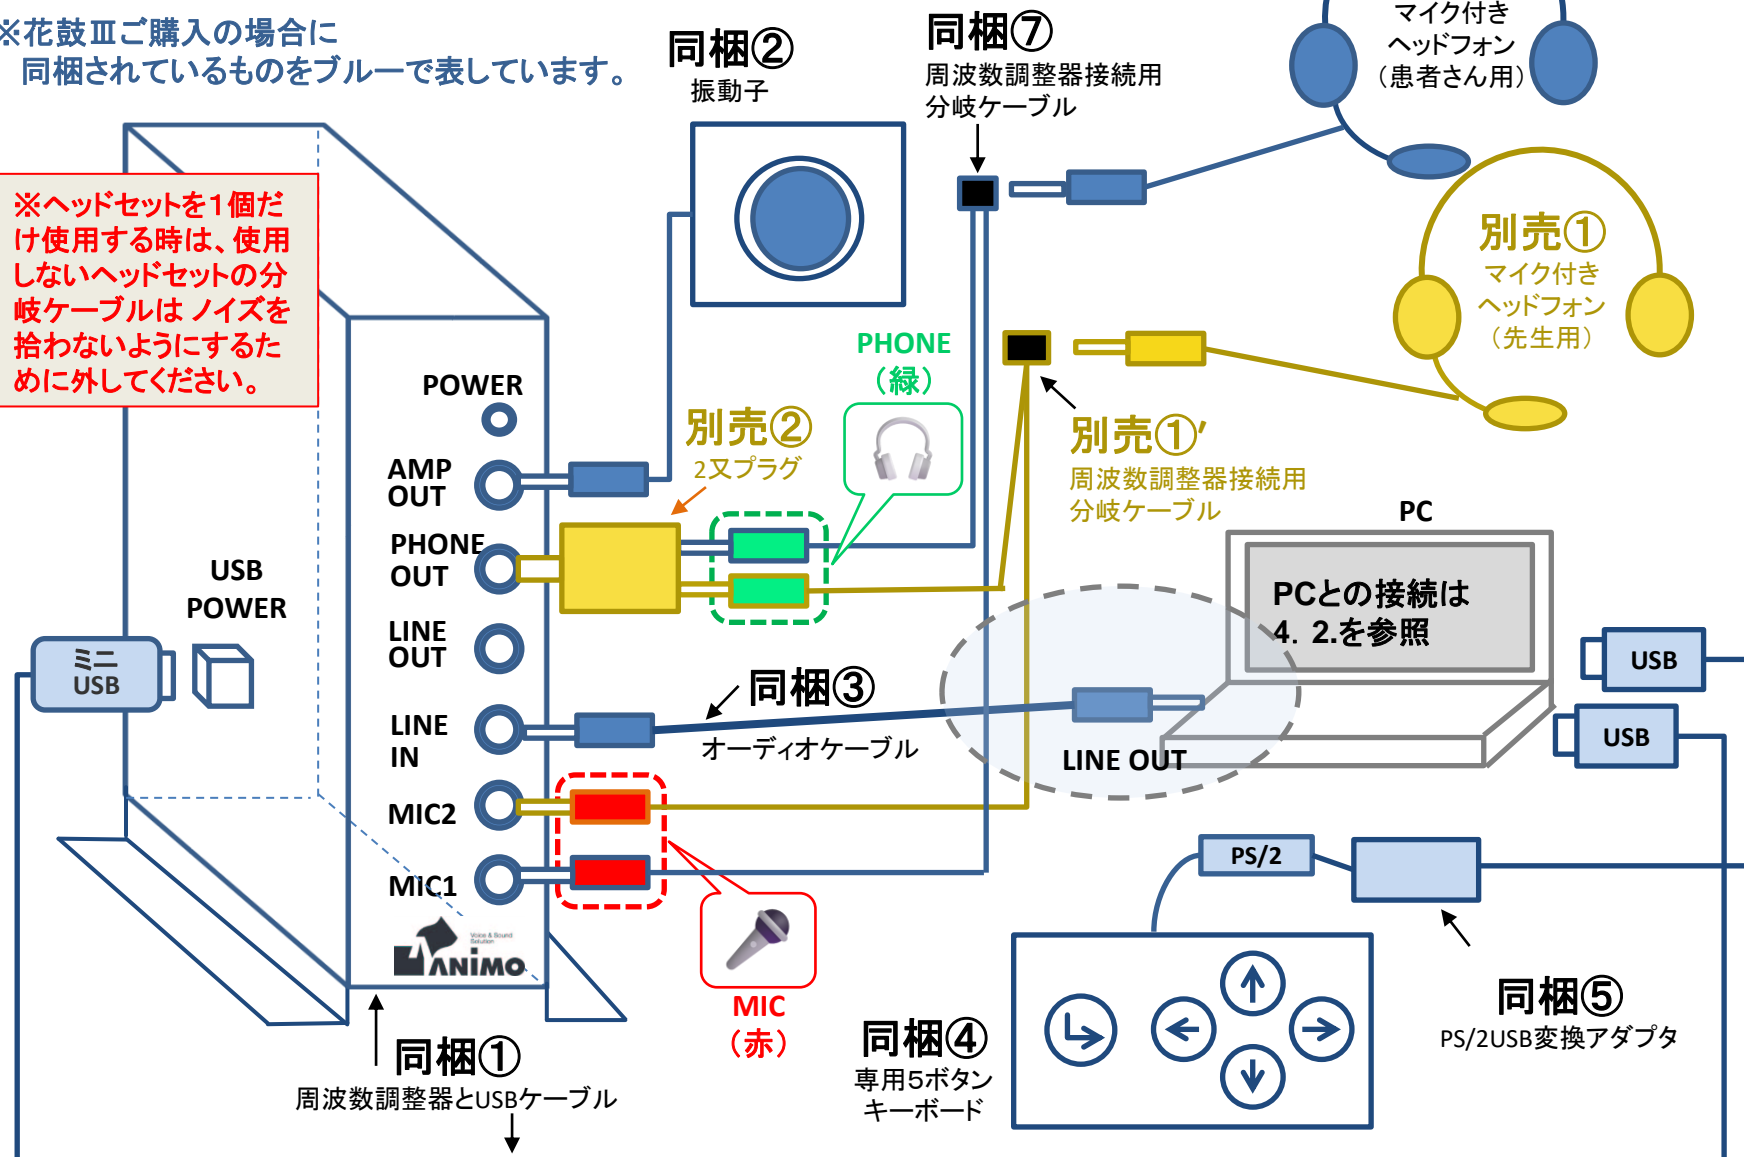 ※花鼓Ⅲご購入の場合に
同梱されているものをブルーで表しています。
同梱②
振動子
同梱⑦
周波数調整器接続用
分岐ケーブル
マイク付き
ヘッドフォン
（患者さん用）
※ヘッドセットを１個だ
け使用する時は、使用
しないヘッドセットの分
岐ケーブルは ノイズを
拾わないようにするた
めに外してください。
別売①
マイク付き
ヘッドフォン
（先生用）
PHONE
（緑）
別売②
2又プラグ
別売①′
周波数調整器接続用
分岐ケーブル
POWER
AMP
OUT
PHONE
OUT
LINE
OUT
LINE
IN
MIC2
MIC1
USB
POWER
ミニ
USB
PC
PCとの接続は
４．２.を参照
USB
USB
同梱③
オーディオケーブル
LINE OUT
PS/2
Voice & Sound
Solution
ANIMO
MIC
（赤）
同梱①
周波数調整器とUSBケーブル
同梱④
専用５ボタン
キーボード
同梱⑤
PS/2USB変換アダプタ